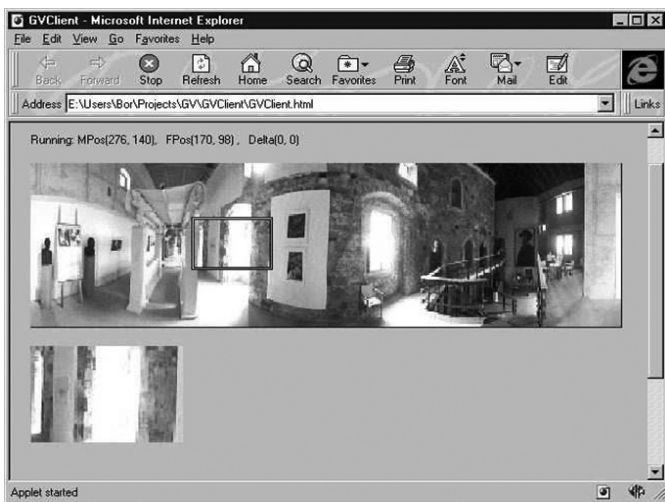 GVClient - Microsoft Internet Explorer
File Edit View Go Favorites Help
Back Forward Stop Refresh Home Search Favorites Print Font Mail Edit
Address E:\Users\Bor\Projects\GV\GVClient\GVClient.html Links
Running: MPos(276, 140), FPos(170, 98) , Delta(0, 0)
Applet started